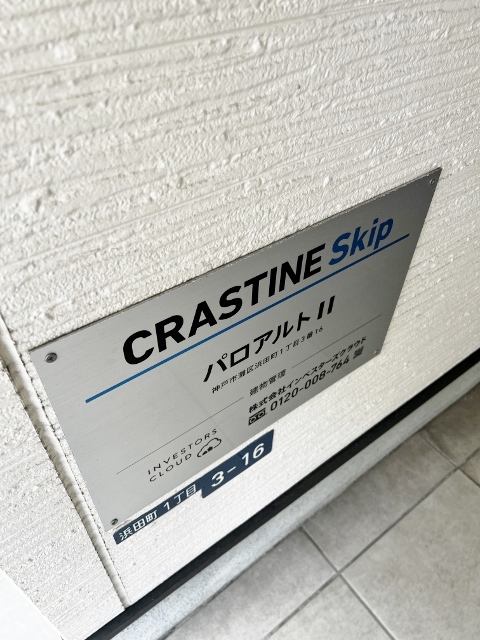 CRASTINE Skip
パロアルトII
神戸市灘区浜田町1丁目3番16
建物管理
株式会社インベスターズクラウド
0120-008-764
INVESTORS
CLOUD
浜田町 1丁目 3-16